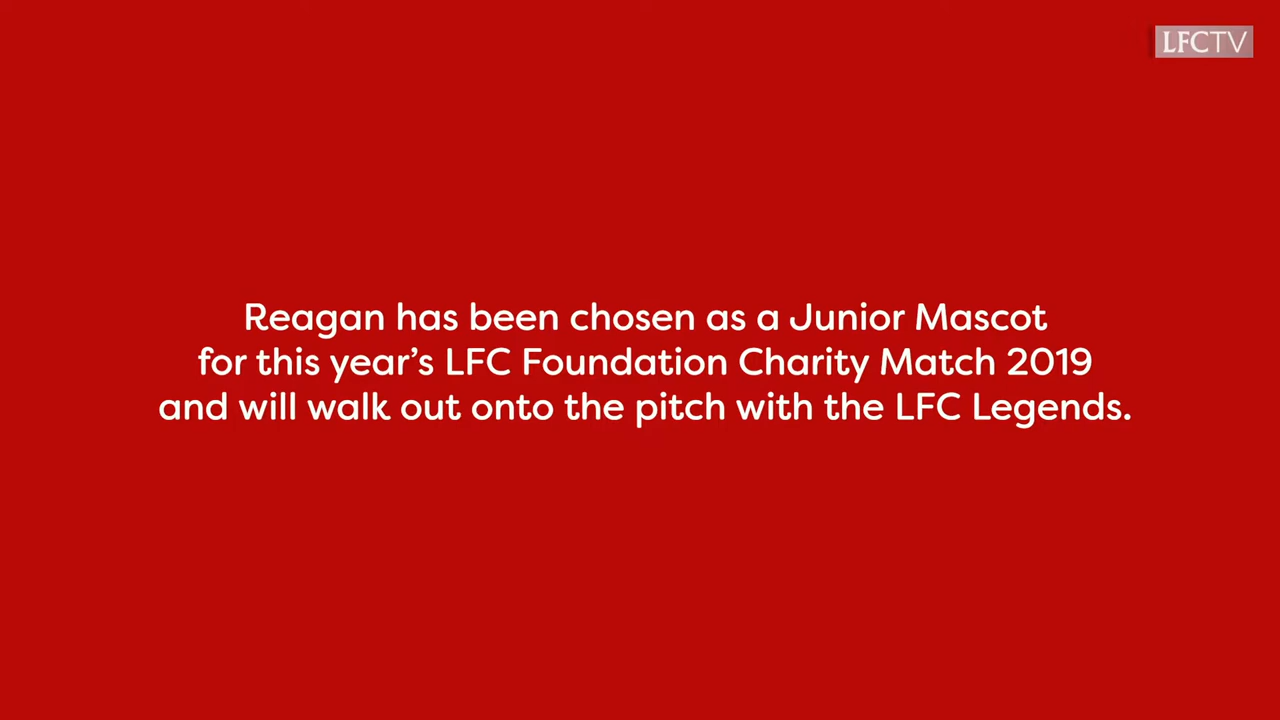 LFCTV
Reagan has been chosen as a Junior Mascot
for this year's LFC Foundation Charity Match 2019
and will walk out onto the pitch with the LFC Legends.